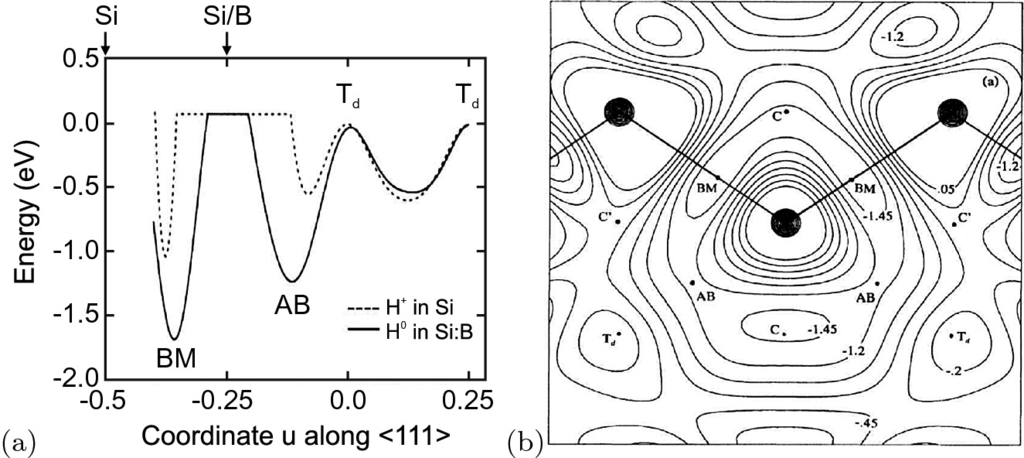 Si
Si/B
0.5
0.0
-0.5
-1.0
-1.5
-2.0
Energy (eV)
T_d
T_d
BM
AB
H⁺ in Si
H⁰ in Si:B
-0.5
-0.25
0.0
0.25
Coordinate u along <111>
(a)
-1.2
(a)
C
BM
BM
-1.2
.05
-1.45
C'
C'
AB
AB
T_d
C
-1.45
T_d
-1.2
-.2
-.45
(b)